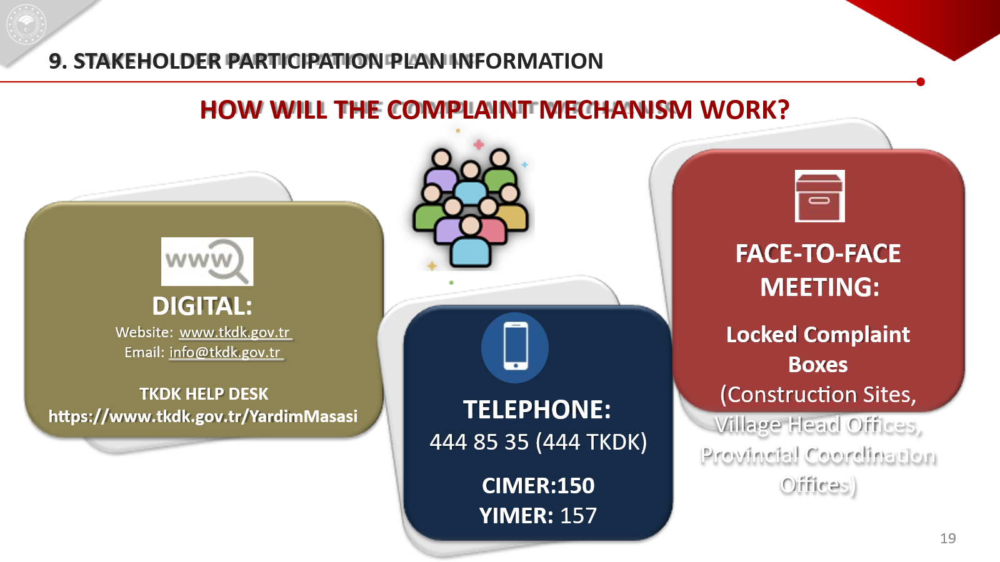 9. STAKEHOLDER PARTICIPATION PLAN INFORMATION
HOW WILL THE COMPLAINT MECHANISM WORK?
www
DIGITAL:
Website: www.tkdk.gov.tr
Email: info@tkdk.gov.tr
TKDK HELP DESK
https://www.tkdk.gov.tr/YardimMasasi
TELEPHONE:
444 85 35 (444 TKDK)
CIMER:150
YIMER: 157
FACE-TO-FACE
MEETING:
Locked Complaint
Boxes
(Construction Sites,
Village Head Offices,
Provincial Coordination
Offices)
19